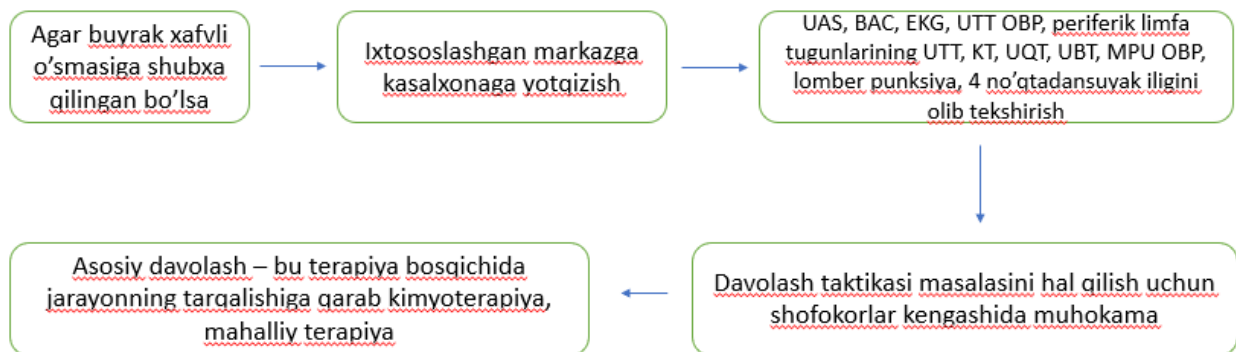 Agar buyrak xafvli
o’smasiga shubxa
qilingan bo’lsa
Ixtososlashgan markazga
kasalxonaga yotqizish
UAS, BAC, EKG, UTT OBP, periferik limfa
tugunlarining UTT, KT, UQT, UBT, MPU OBP,
lomber punksiya, 4 no’qtadansuyak iligini
olib tekshirish
Davolash taktikasi masalasini hal qilish uchun
shofokorlar kengashida muhokama
Asosiy davolash – bu terapiya bosqichida
jarayonning tarqalishiga qarab kimyoterapiya,
mahalliy terapiya